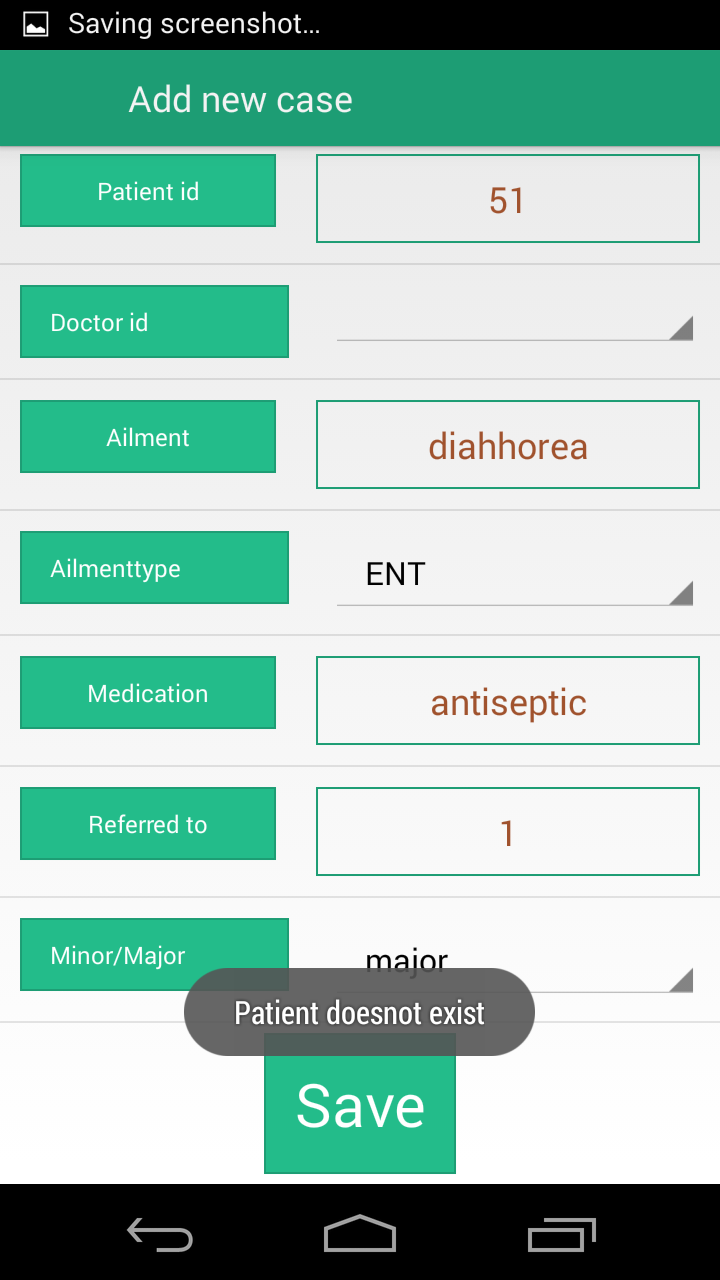 Saving screenshot...
Add new case
Patient id
51
Doctor id
Ailment
diahhorea
Ailmenttype
ENT
Medication
antiseptic
Referred to
1
Minor/Major
major
Patient doesnot exist
Save